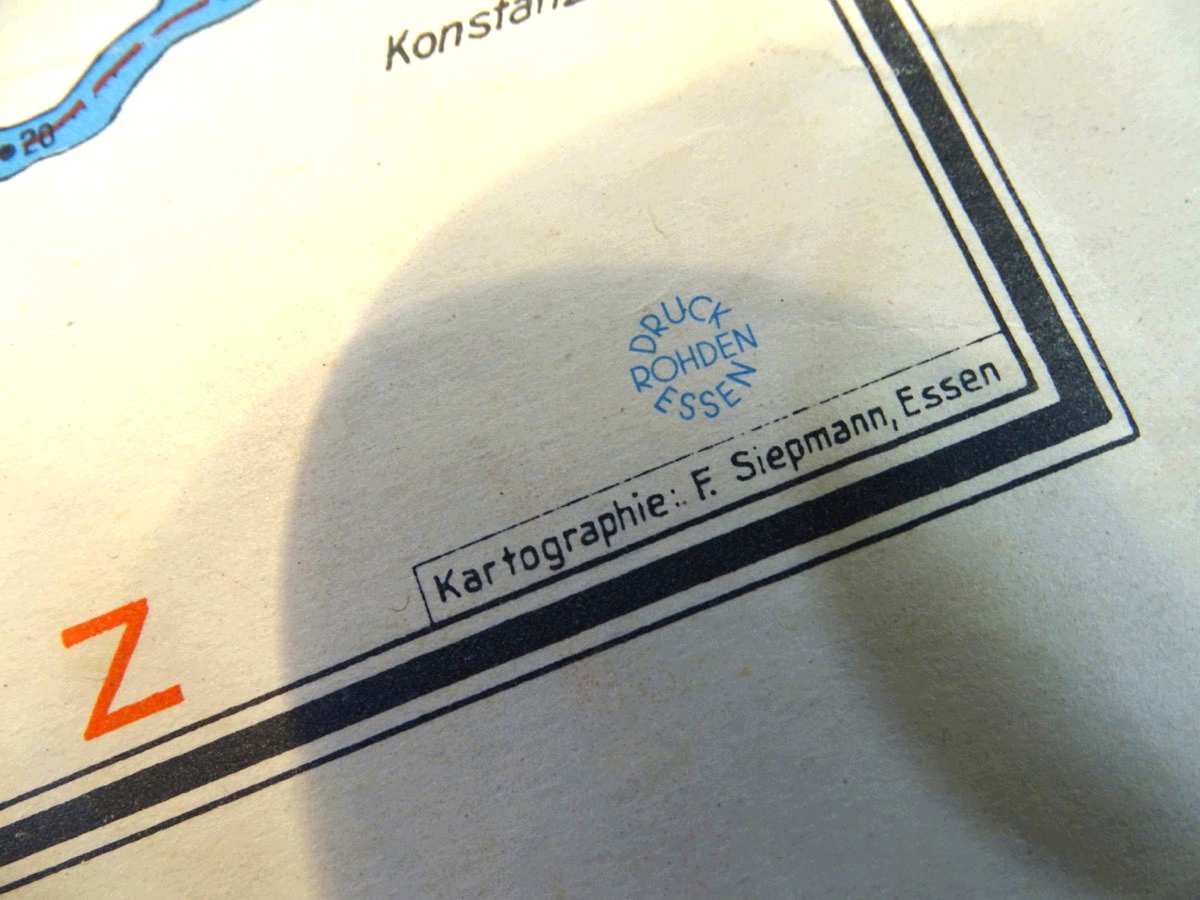 Konstanz
20
DRUCK
ROHDEN
ESSEN
Kartographie: F. Siepmann, Essen
Z